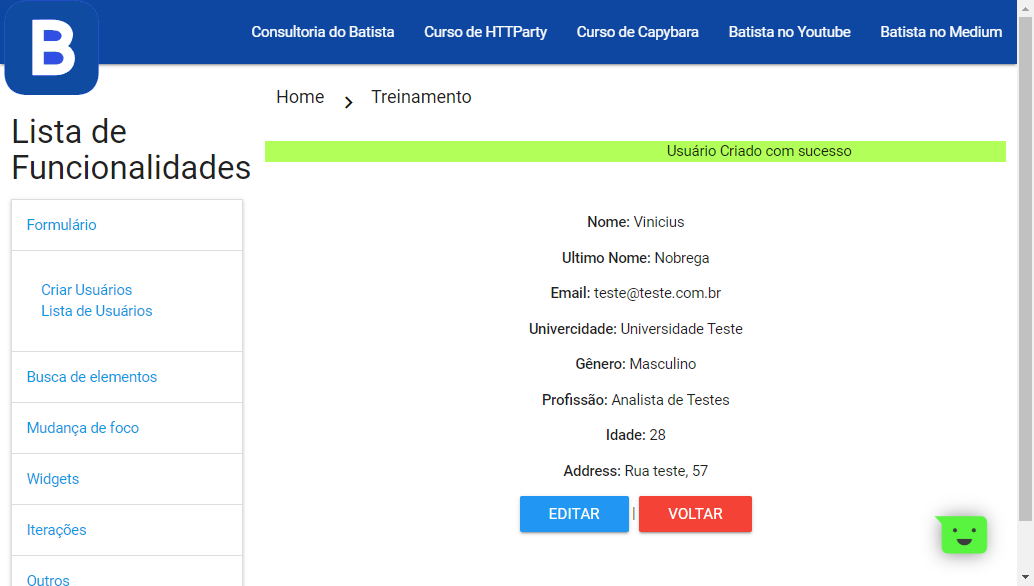 B
Consultoria do Batista
Curso de HTTParty
Curso de Capybara
Batista no Youtube
Batista no Medium
Home
Treinamento
Lista de
Funcionalidades
Formulário
Criar Usuários
Lista de Usuários
Busca de elementos
Mudança de foco
Widgets
Iterações
Outros
Usuário Criado com sucesso
Nome: Vinicius
Ultimo Nome: Nobrega
Email: teste@teste.com.br
Univercidade: Universidade Teste
Gênero: Masculino
Profissão: Analista de Testes
Idade: 28
Address: Rua teste, 57
EDITAR | VOLTAR